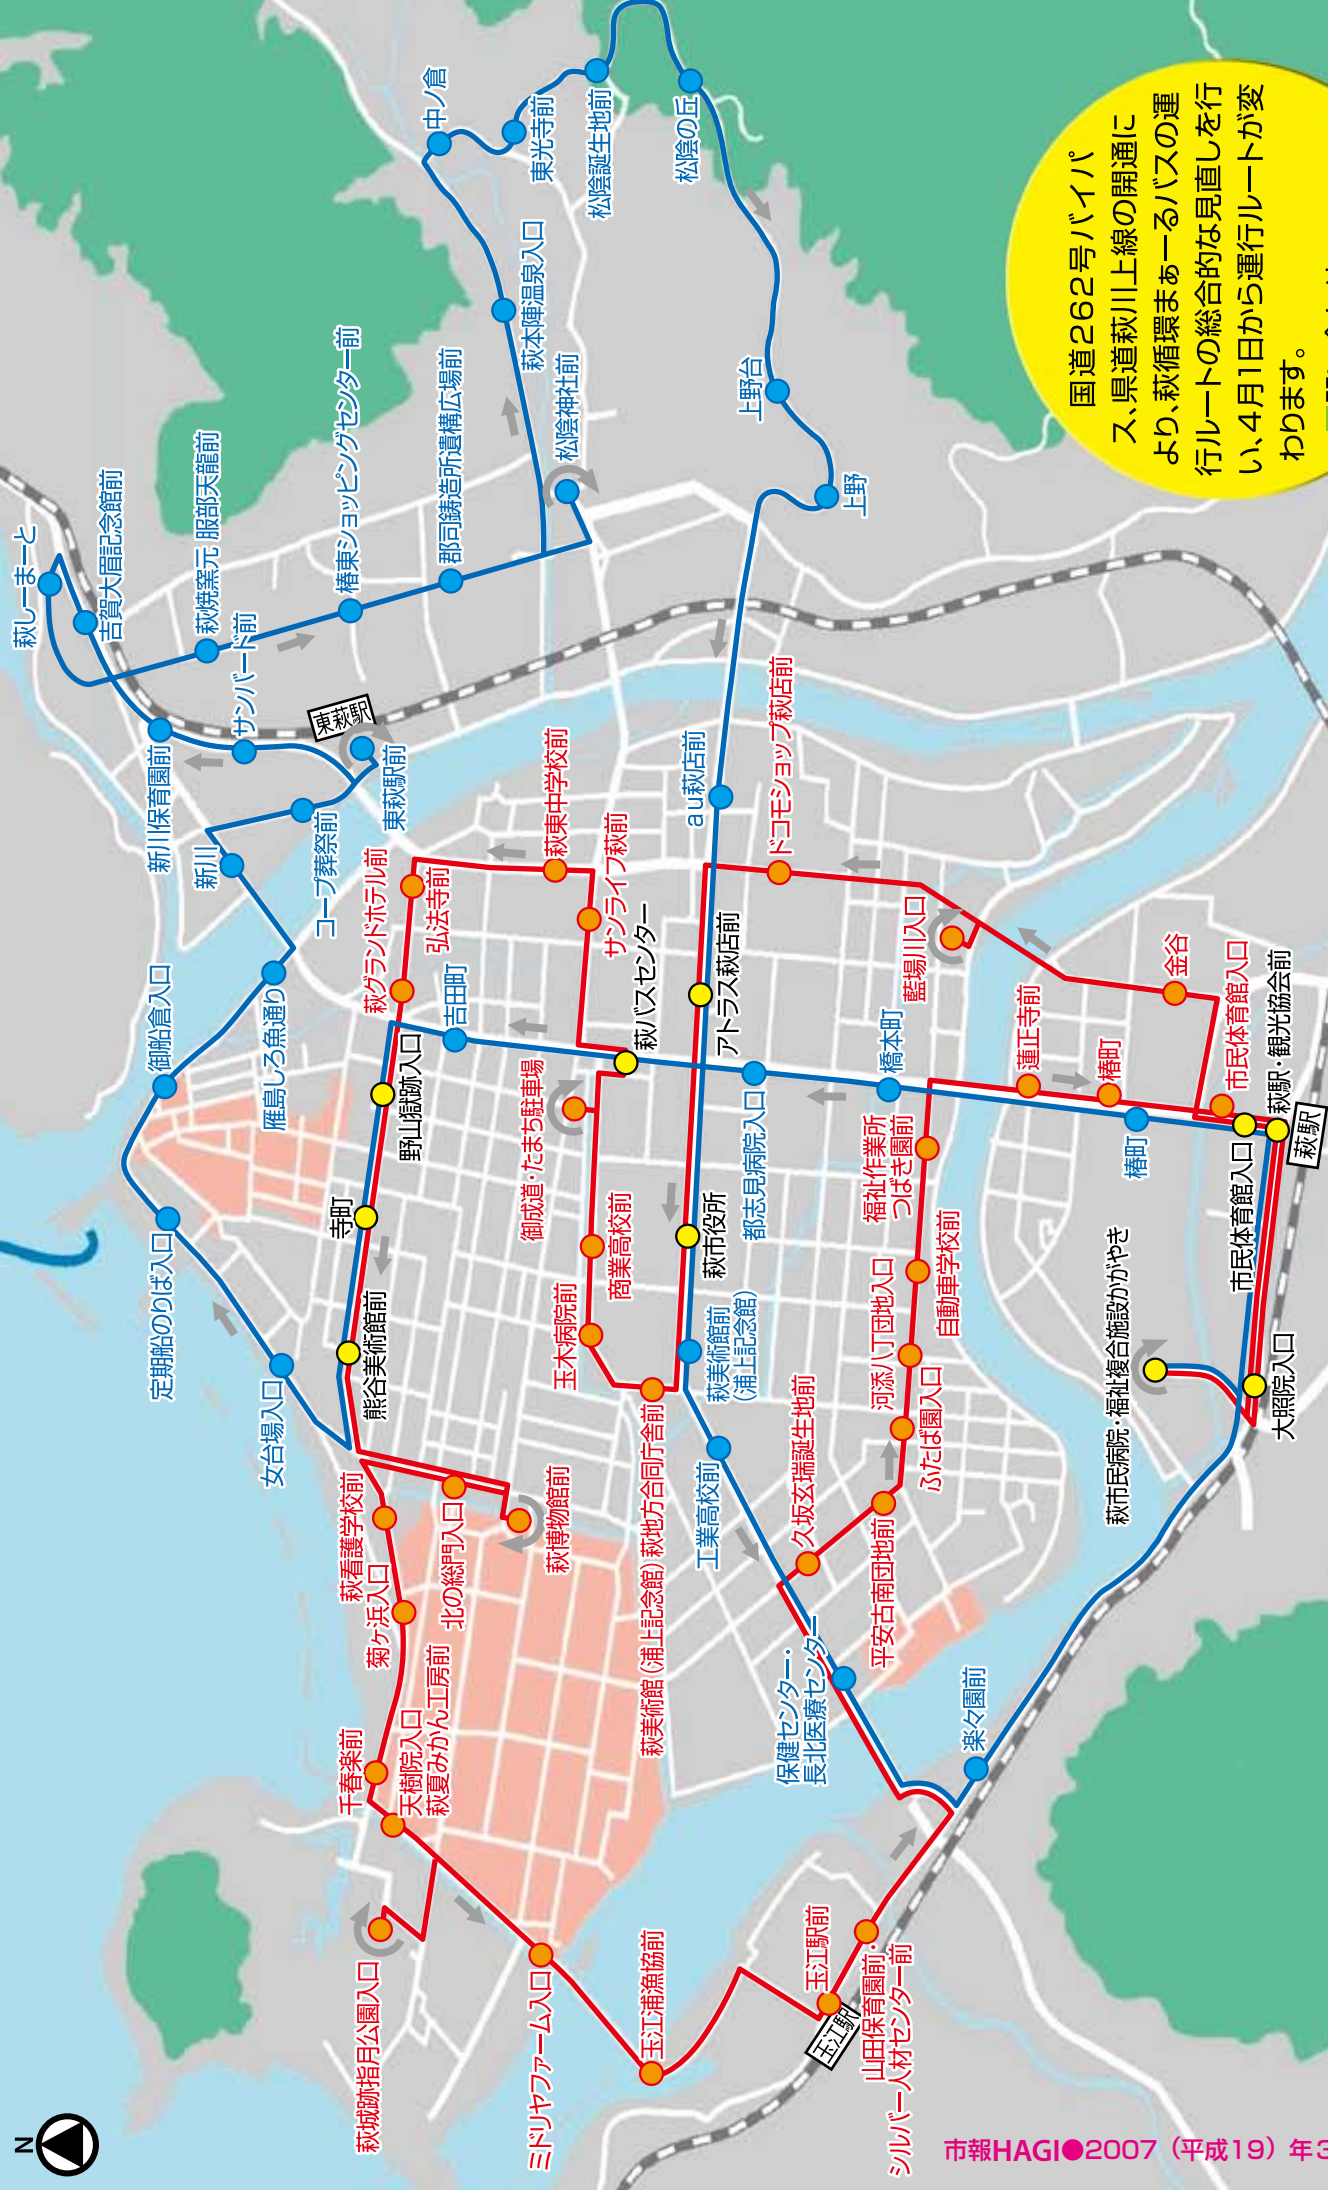 萩しーまーと
吉賀大眉記念館前
萩焼窯元 服部天龍前
サンバード前
新川保育園前
椿東ショッピングセンター前
郡司鋳造所遺構広場前
松陰神社前
萩本陣温泉入口
中ノ倉
東光寺前
松陰誕生地前
松陰の丘
上野台
上野
東萩駅
東萩駅前
コープ葬祭前
新川
雁島しろ魚通り
御船倉入口
定期船のりば入口
女台場入口
au萩店前
ドコモショップ萩店前
萩東中学校前
サンライフ萩前
萩グランドホテル前
弘法寺前
吉田町
萩バスセンター
アトラス萩店前
野山獄跡入口
寺町
熊谷美術館前
御成道・たまち駐車場
商業高校前
玉木病院前
萩市役所
都志見病院入口
橋本町
藍場川入口
金谷
市民体育館入口
萩駅・観光協会前
萩駅
蓮正寺前
椿町
椿町
市民体育館入口
大照院入口
萩市民病院・福祉複合施設かがやき
福祉作業所
つばき園前
自動車学校前
河添八丁団地入口
ふたば園入口
平安古南団地前
久坂玄瑞誕生地前
萩美術館前
（浦上記念館）
工業高校前
萩美術館（浦上記念館）萩地方合同庁舎前
保健センター・
長北医療センター
楽々園前
萩看護学校前
菊ヶ浜入口
北の総門入口
萩博物館前
千春楽前
天樹院入口
萩夏みかん工房前
萩城跡指月公園入口
ミドリヤファーム入口
玉江浦漁協前
玉江駅前
玉江駅
山田保育園前・
シルバー人材センター前
国道262号バイパ
ス、県道萩川上線の開通に
より、萩循環まぁーるバスの運
行ルートの総合的な見直しを行
い、4月1日から運行ルートが変
わります。
N
市報HAGI●2007（平成19）年3